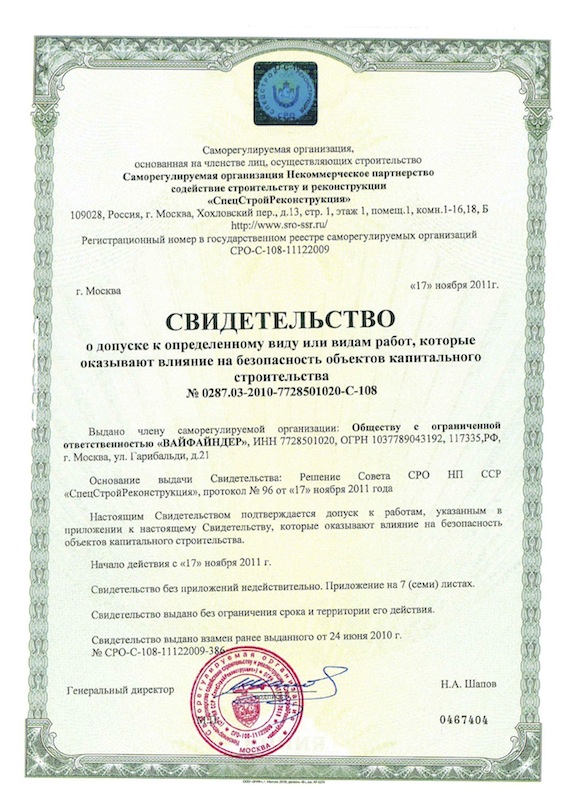 Саморегулируемая организация,
основанная на членстве лиц, осуществляющих строительство
Саморегулируемая организация Некоммерческое партнерство
содействие строительству и реконструкции
«СпецСтройРеконструкция»
109028, Россия, г. Москва, Хохловский пер., д.13, стр. 1, этаж 1, помещ.1, комн.1-16,18, Б
http://www.sro-ssr.ru/
Регистрационный номер в государственном реестре саморегулируемых организаций
СРО-С-108-11122009
г. Москва «17» ноября 2011г.
СВИДЕТЕЛЬСТВО
о допуске к определенному виду или видам работ, которые
оказывают влияние на безопасность объектов капитального
строительства
№ 0287.03-2010-7728501020-С-108
Выдано члену саморегулируемой организации: Обществу с ограниченной
ответственностью «ВАЙФАЙНДЕР», ИНН 7728501020, ОГРН 1037789043192, 117335,РФ,
г. Москва, ул. Гарибальди, д.21
Основание выдачи Свидетельства: Решение Совета СРО НП ССР
«СпецСтройРеконструкция», протокол № 96 от «17» ноября 2011 года
Настоящим Свидетельством подтверждается допуск к работам, указанным в
приложении к настоящему Свидетельству, которые оказывают влияние на безопасность
объектов капитального строительства.
Начало действия с «17» ноября 2011 г.
Свидетельство без приложений недействительно. Приложение на 7 (семи) листах.
Свидетельство выдано без ограничения срока и территории его действия.
Свидетельство выдано взамен ранее выданного от 24 июня 2010 г.
№ СРО-С-108-11122009-386
Генеральный директор Н.А. Шапов
Саморегулируемая организация
СРО-С-108-11122009
МОСКВА
0467404